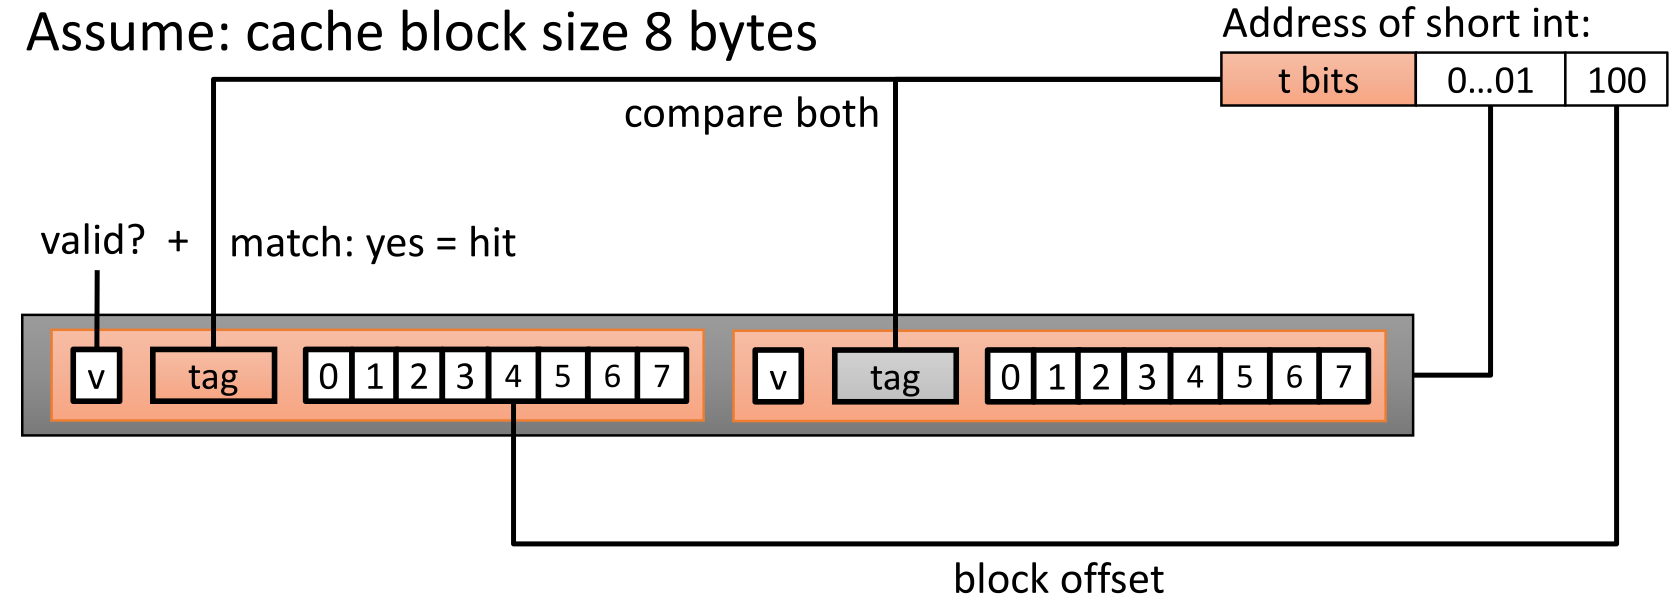 Assume: cache block size 8 bytes
Address of short int:
t bits 0...01 100
compare both
valid? + match: yes = hit
v tag 0 1 2 3 4 5 6 7 v tag 0 1 2 3 4 5 6 7
block offset